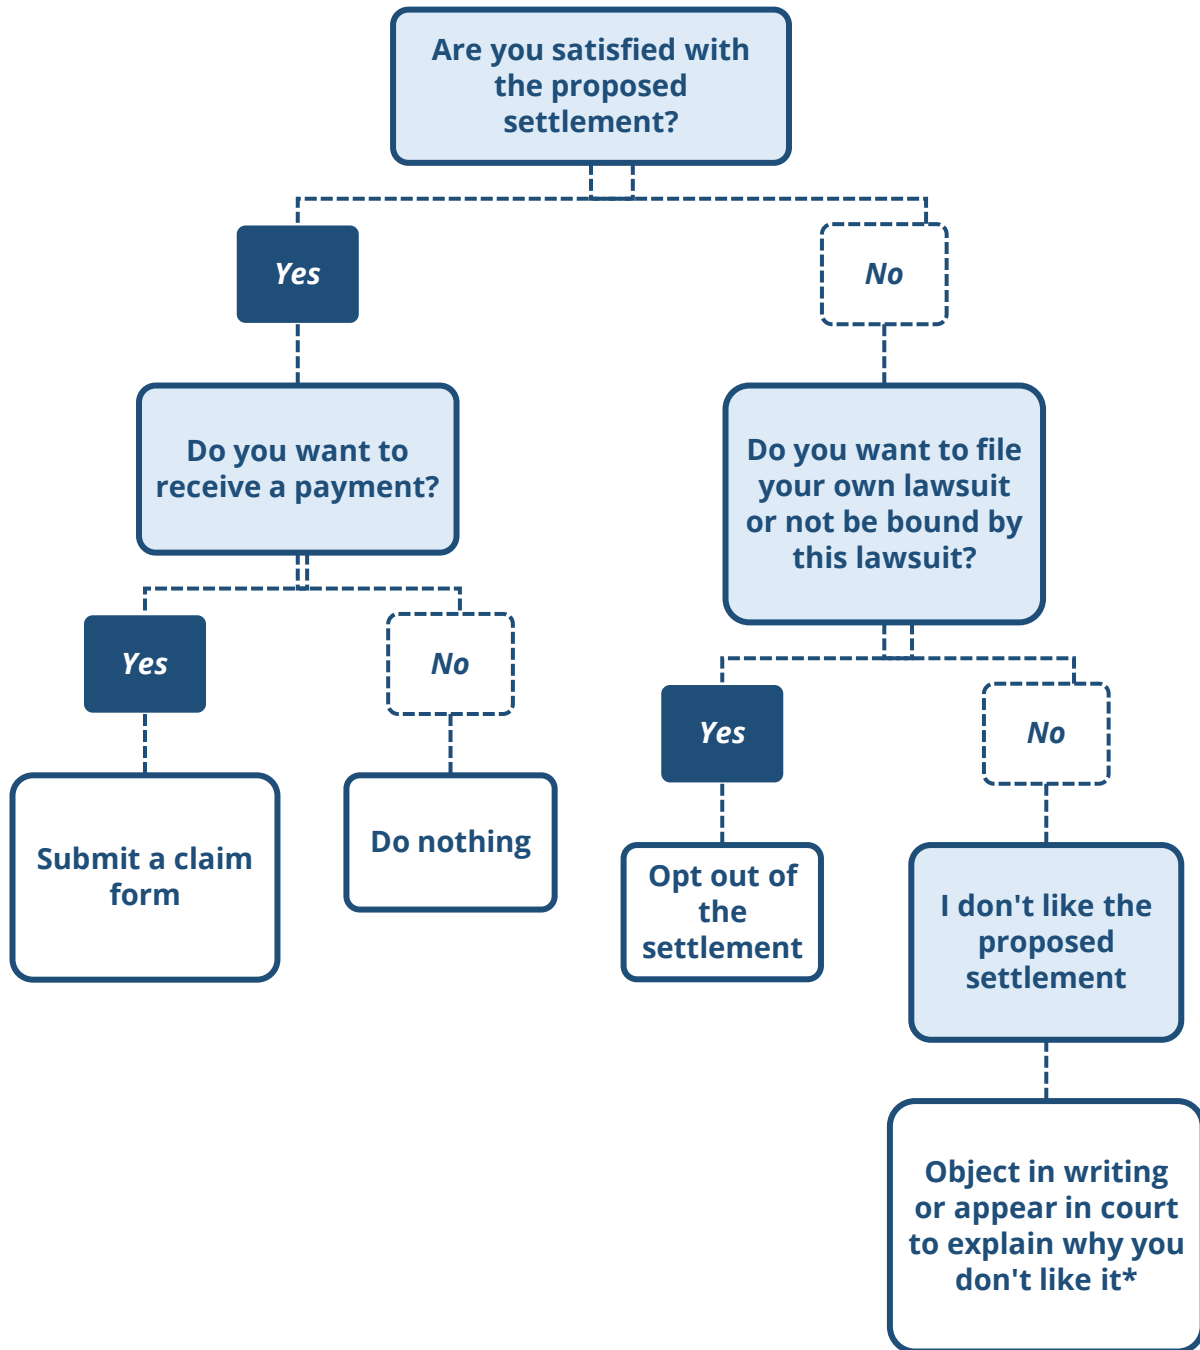 Are you satisfied with
the proposed
settlement?
Yes
No
Do you want to
receive a payment?
Do you want to file
your own lawsuit
or not be bound by
this lawsuit?
Yes
No
Yes
No
Submit a claim
form
Do nothing
Opt out of
the
settlement
I don't like the
proposed
settlement
Object in writing
or appear in court
to explain why you
don't like it*